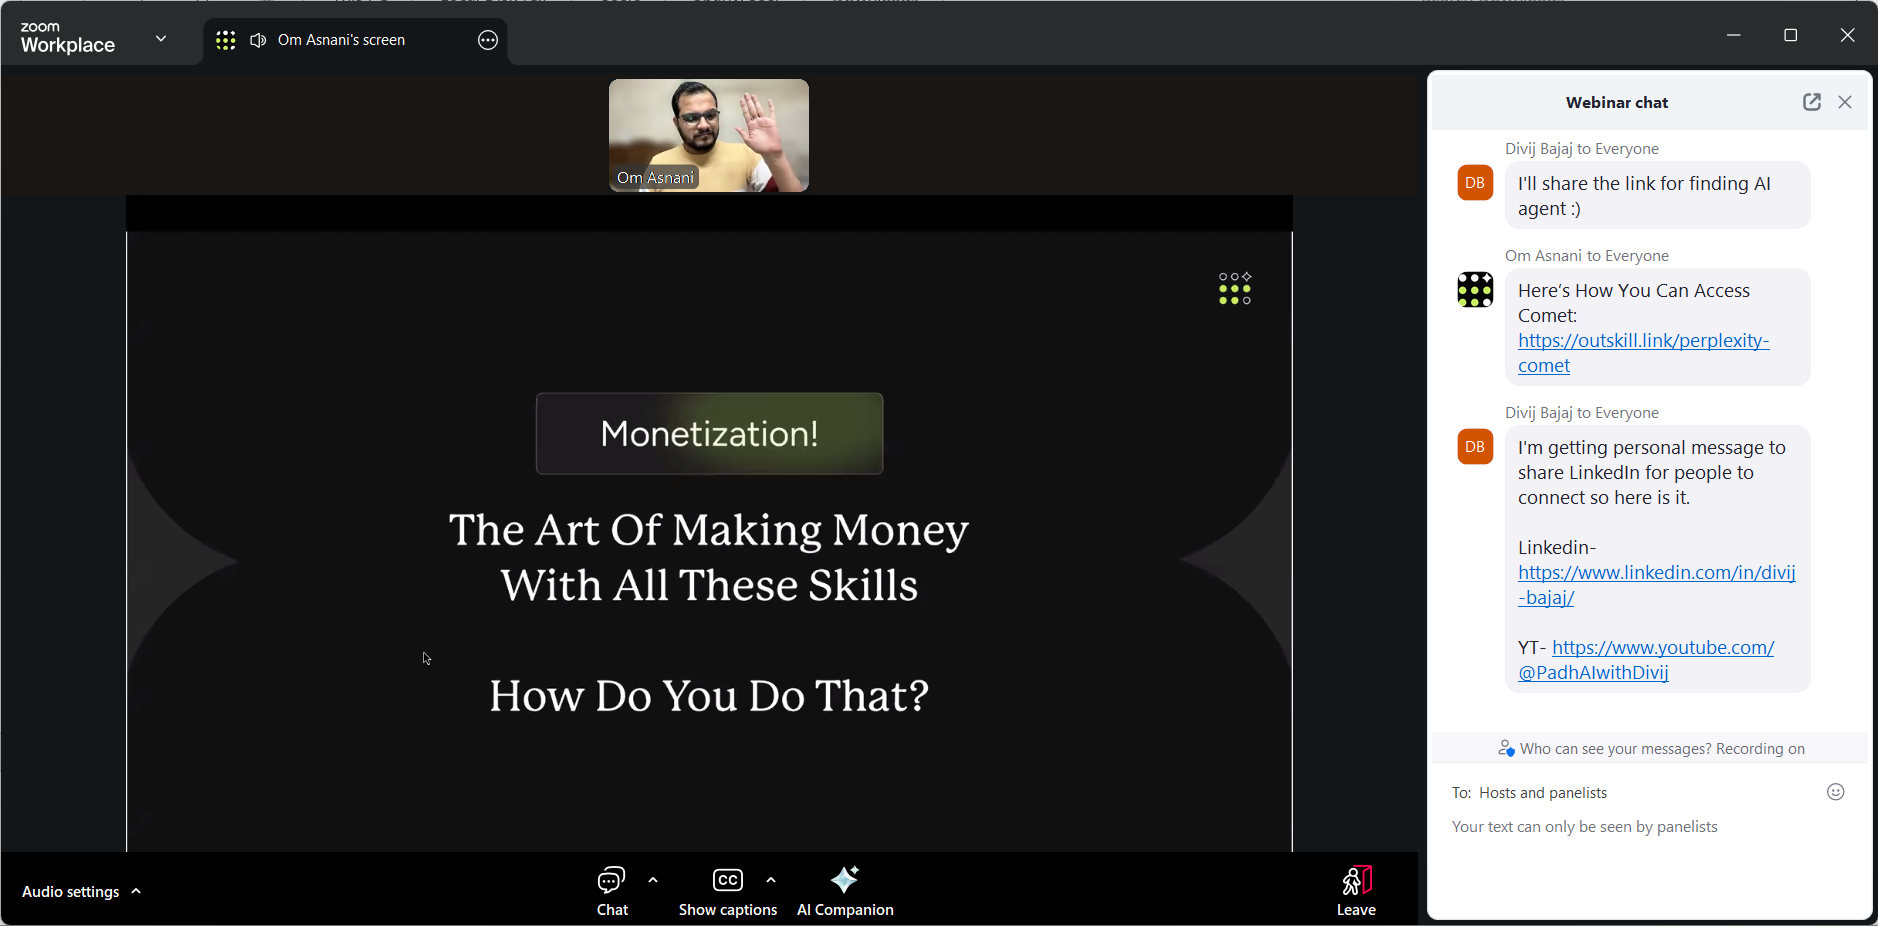 zoom
Workplace
Om Asnani's screen
Om Asnani
Monetization!
The Art Of Making Money
With All These Skills
How Do You Do That?
Audio settings
Chat
CC
Show captions
AI Companion
Leave
Webinar chat
Divij Bajaj to Everyone
DB
I'll share the link for finding AI
agent :)
Om Asnani to Everyone
Here’s How You Can Access
Comet:
https://outskill.link/perplexity-
comet
Divij Bajaj to Everyone
DB
I'm getting personal message to
share LinkedIn for people to
connect so here is it.
Linkedin-
https://www.linkedin.com/in/divij
-bajaj/
YT- https://www.youtube.com/
@PadhAIwithDivij
Who can see your messages? Recording on
To: Hosts and panelists
Your text can only be seen by panelists